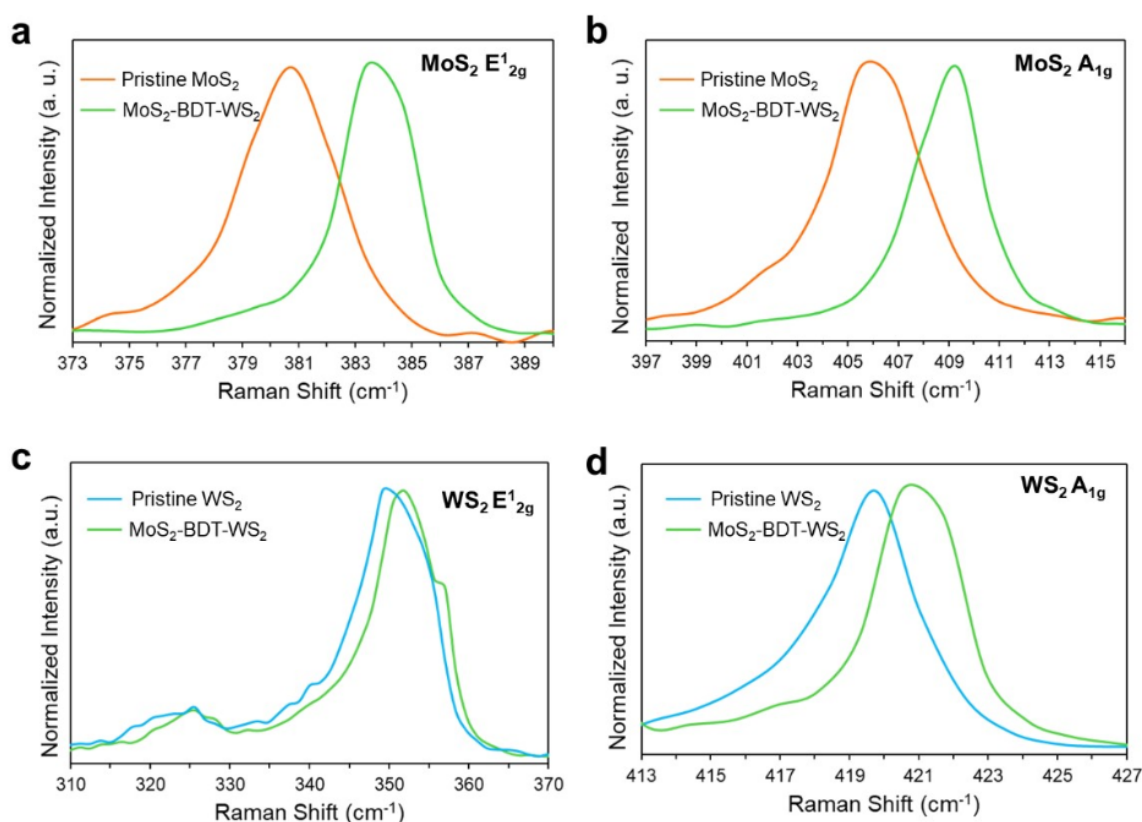 a
MoS₂ E¹₂g
Pristine MoS₂
MoS₂-BDT-WS₂
Normalized Intensity (a. u.)
373 375 377 379 381 383 385 387 389
Raman Shift (cm⁻¹)
b
MoS₂ A₁g
Pristine MoS₂
MoS₂-BDT-WS₂
Normalized Intensity (a. u.)
397 399 401 403 405 407 409 411 413 415
Raman Shift (cm⁻¹)
c
WS₂ E¹₂g
Pristine WS₂
MoS₂-BDT-WS₂
Normalized Intensity (a.u.)
310 320 330 340 350 360 370
Raman Shift (cm⁻¹)
d
WS₂ A₁g
Pristine WS₂
MoS₂-BDT-WS₂
Normalized Intensity (a.u.)
413 415 417 419 421 423 425 427
Raman Shift (cm⁻¹)